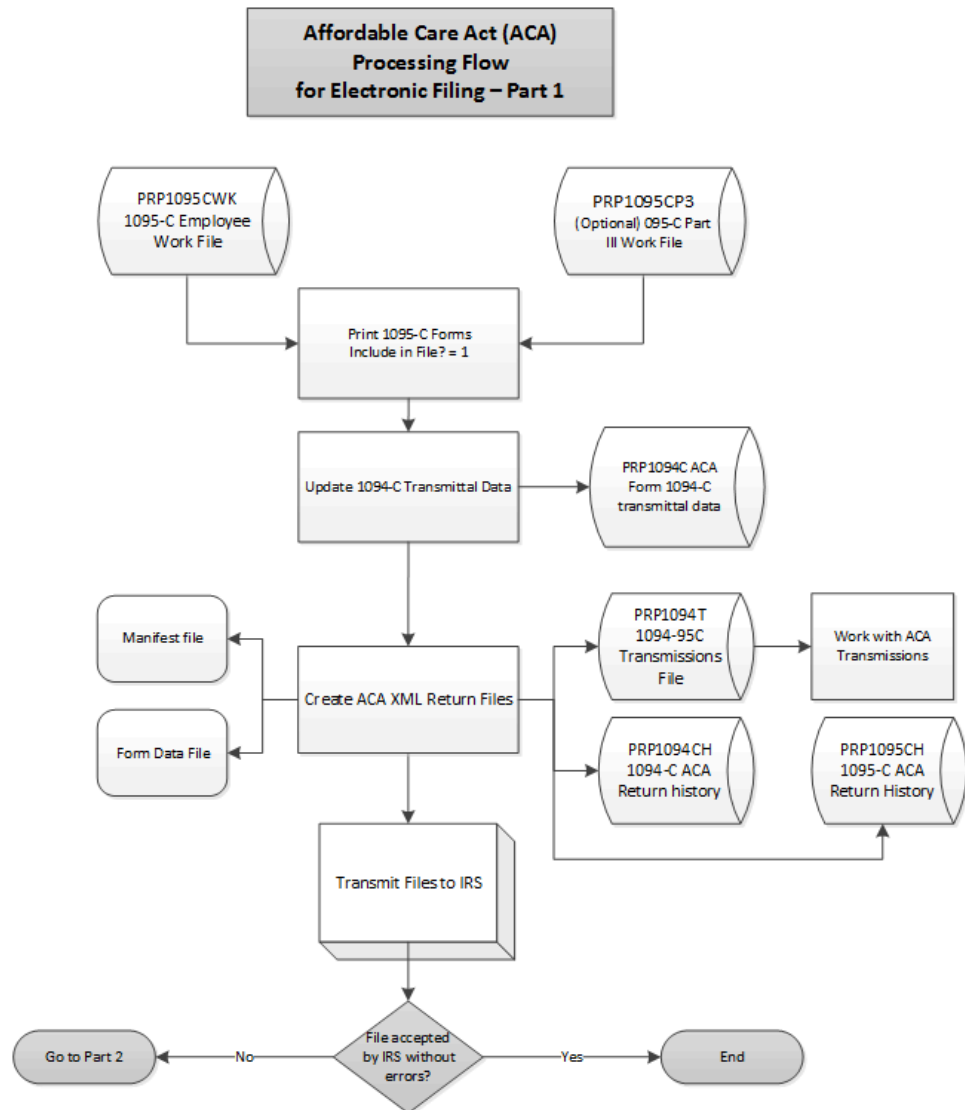 Affordable Care Act (ACA)
Processing Flow
for Electronic Filing – Part 1
PRP1095CWK
1095-C Employee
Work File
PRP1095CP3
(Optional) 095-C Part
III Work File
Print 1095-C Forms
Include in File? = 1
Update 1094-C Transmittal Data
PRP1094C ACA
Form 1094-C
transmittal data
Manifest file
Form Data File
Create ACA XML Return Files
PRP1094T
1094-95C
Transmissions
File
Work with ACA
Transmissions
PRP1094CH
1094-C ACA
Return history
PRP1095CH
1095-C ACA
Return History
Transmit Files to IRS
File accepted
by IRS without
errors?
No
Go to Part 2
Yes
End